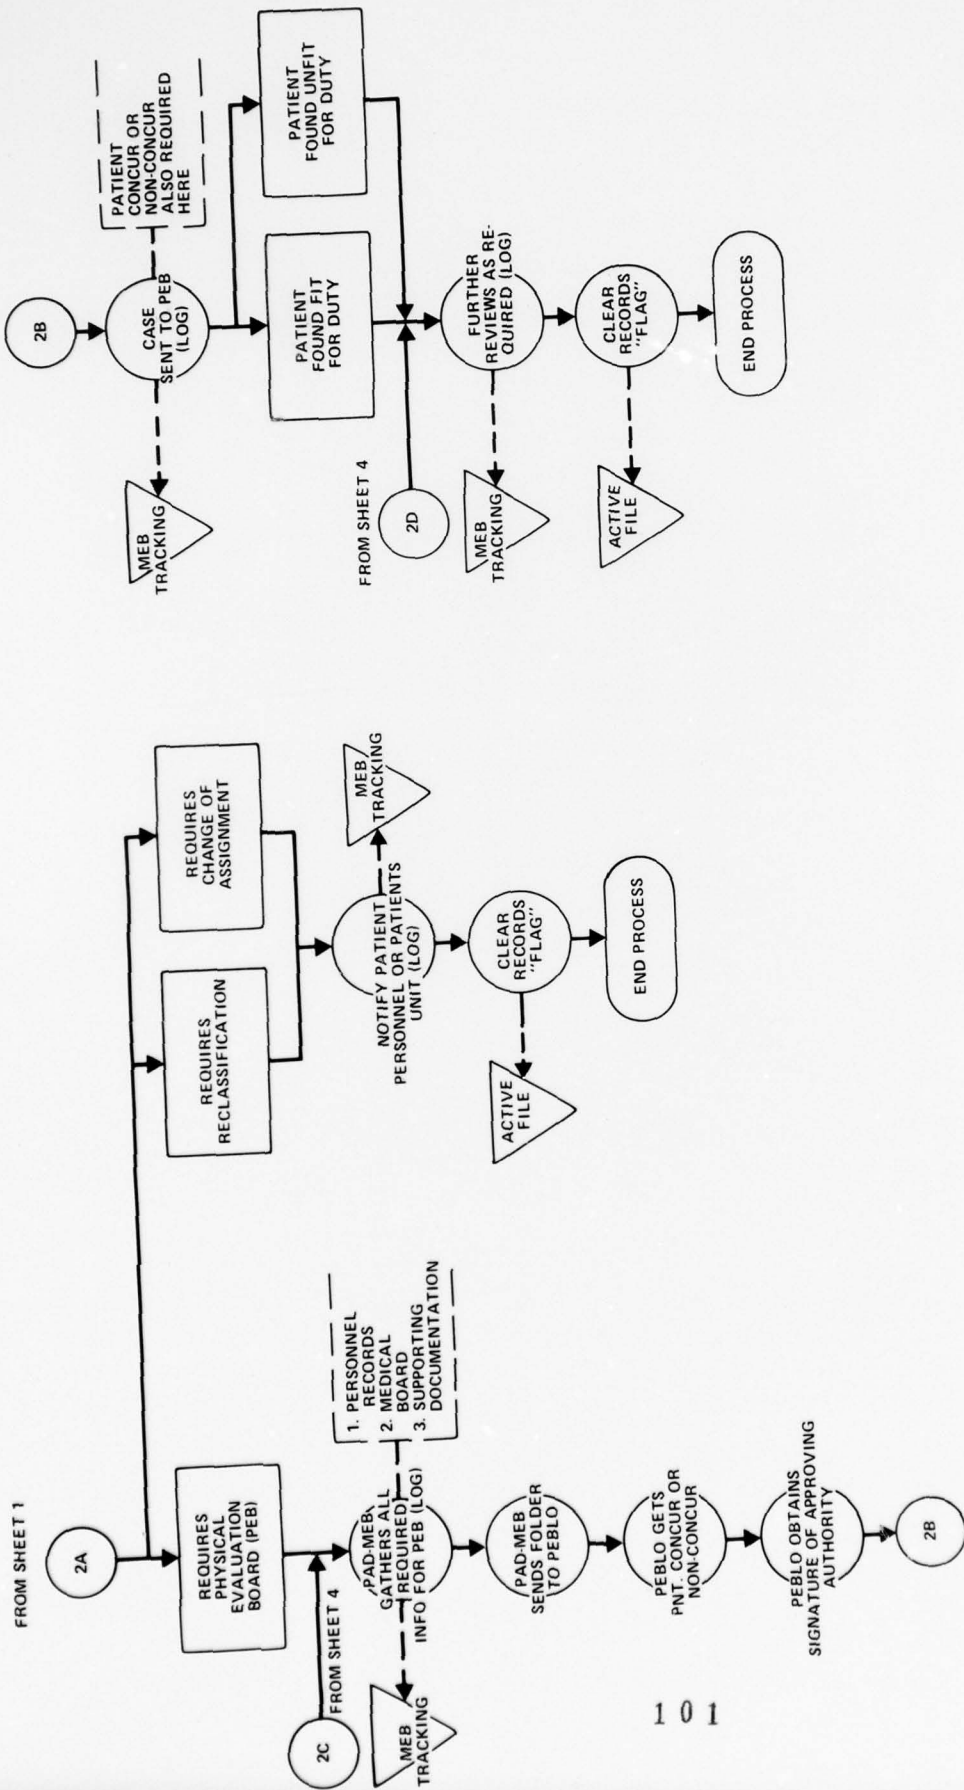 FROM SHEET 1
2A
REQUIRES
PHYSICAL
EVALUATION
BOARD (PEB)
2C
FROM SHEET 4
PAD-MEB
GATHERS ALL
REQUIRED
INFO FOR PEB (LOG)
1. PERSONNEL
RECORDS
2. MEDICAL
BOARD
3. SUPPORTING
DOCUMENTATION
MEB
TRACKING
PAD-MEB
SENDS FOLDER
TO PEBLO
PEBLO GETS
PNT. CONCUR OR
NON-CONCUR
PEBLO OBTAINS
SIGNATURE OF APPROVING
AUTHORITY
2B
REQUIRES
RECLASSIFICATION
REQUIRES
CHANGE OF
ASSIGNMENT
NOTIFY PATIENT
PERSONNEL OR PATIENTS
UNIT (LOG)
MEB
TRACKING
CLEAR
RECORDS
"FLAG"
ACTIVE
FILE
END PROCESS
2B
CASE
SENT TO PEB
(LOG)
PATIENT
CONCUR OR
NON-CONCUR
ALSO REQUIRED
HERE
MEB
TRACKING
PATIENT
FOUND FIT
FOR DUTY
PATIENT
FOUND UNFIT
FOR DUTY
FROM SHEET 4
2D
FURTHER
REVIEWS AS RE-
QUIRED (LOG)
MEB
TRACKING
CLEAR
RECORDS
"FLAG"
ACTIVE
FILE
END PROCESS
101